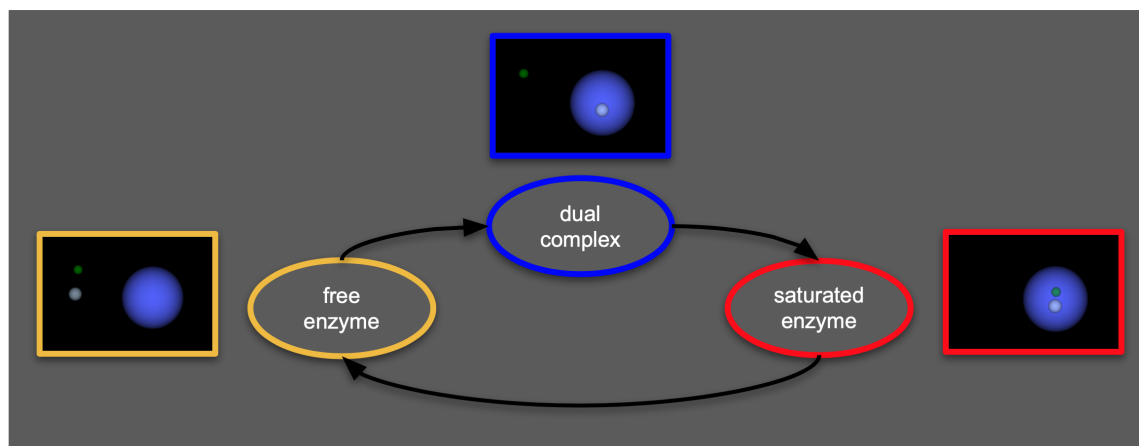 dual
complex
free
enzyme
saturated
enzyme